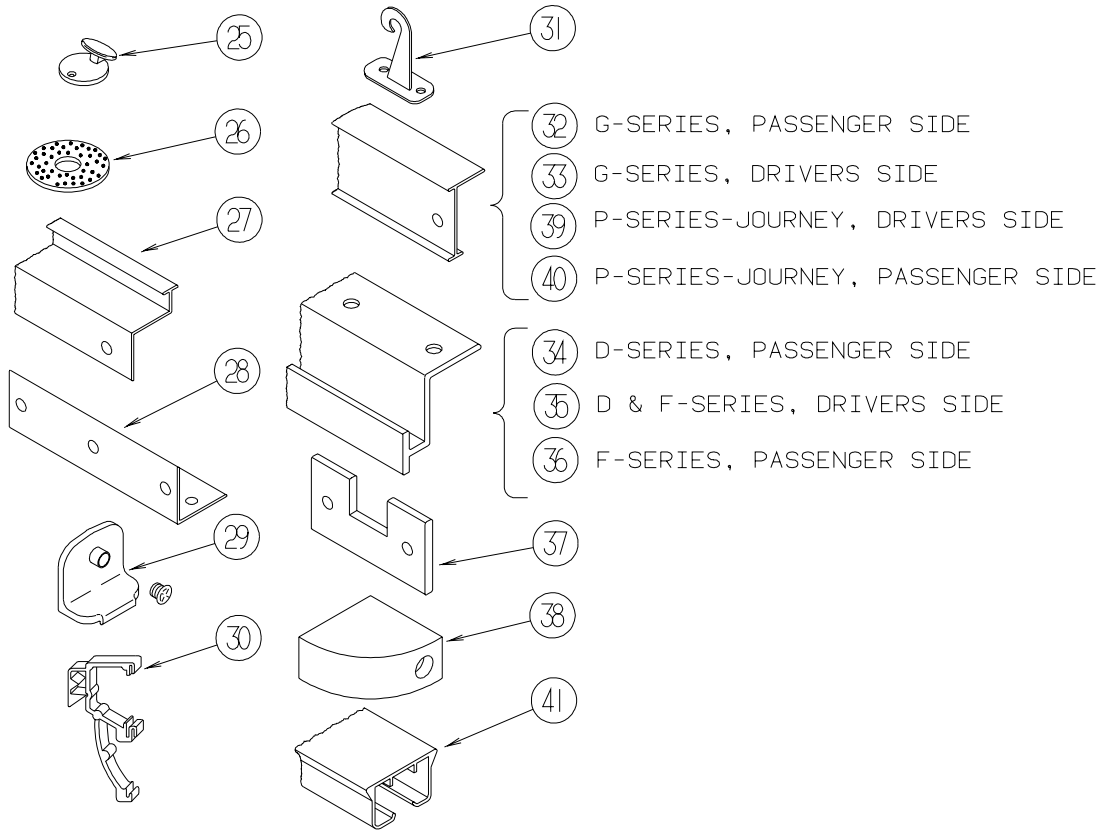 25
26
27
28
29
30
31
32 G-SERIES, PASSENGER SIDE
33 G-SERIES, DRIVERS SIDE
39 P-SERIES-JOURNEY, DRIVERS SIDE
40 P-SERIES-JOURNEY, PASSENGER SIDE
34 D-SERIES, PASSENGER SIDE
35 D & F-SERIES, DRIVERS SIDE
36 F-SERIES, PASSENGER SIDE
37
38
41